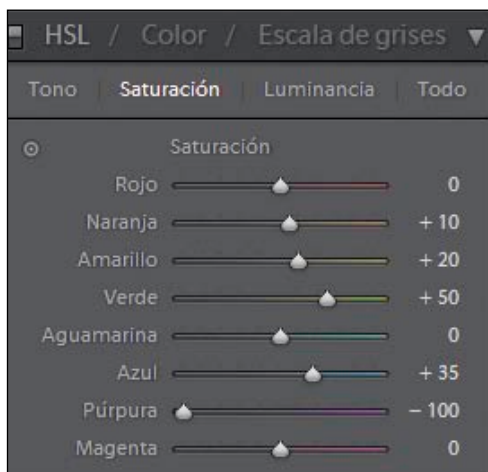 HSL / Color / Escala de grises
Tono | Saturación | Luminancia | Todo
Saturación
Rojo 0
Naranja + 10
Amarillo + 20
Verde + 50
Aguamarina 0
Azul + 35
Púrpura − 100
Magenta 0